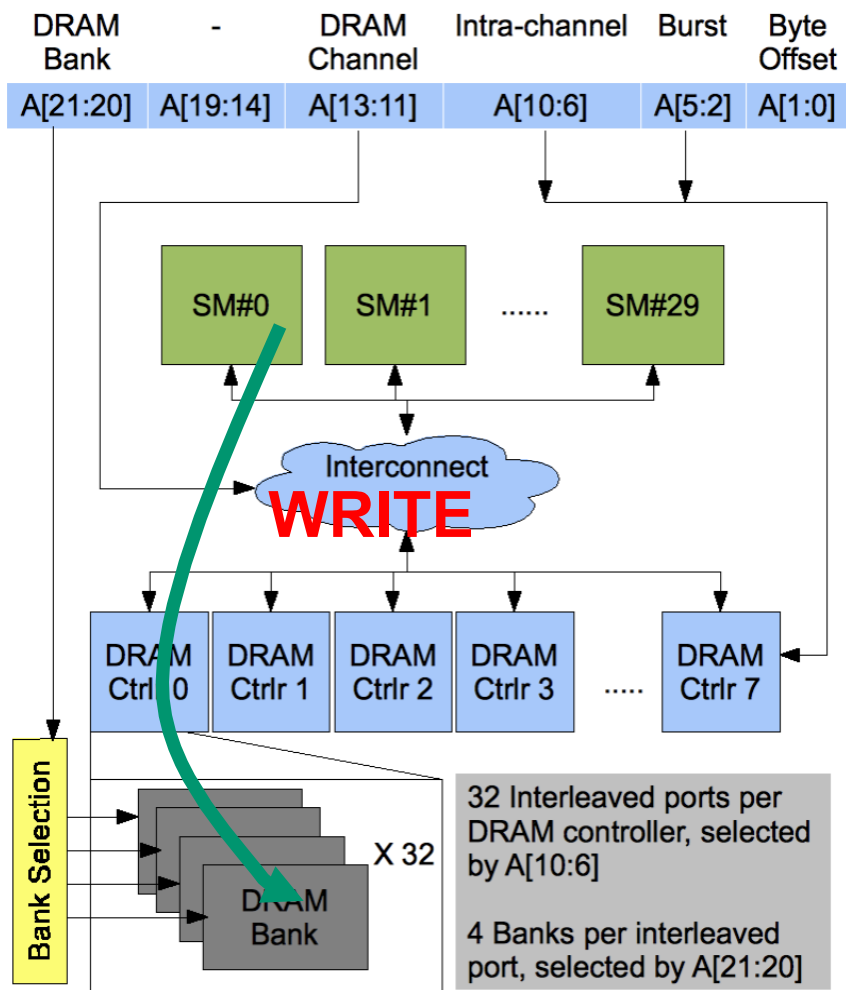 DRAM Bank
-
DRAM Channel
Intra-channel
Burst
Byte Offset
A[21:20]
A[19:14]
A[13:11]
A[10:6]
A[5:2]
A[1:0]
SM#0
SM#1
......
SM#29
Interconnect
WRITE
DRAM
Ctrlr 0
DRAM
Ctrlr 1
DRAM
Ctrlr 2
DRAM
Ctrlr 3
.....
DRAM
Ctrlr 7
Bank Selection
X 32
DRAM
Bank
32 Interleaved ports per
DRAM controller, selected
by A[10:6]
4 Banks per interleaved
port, selected by A[21:20]